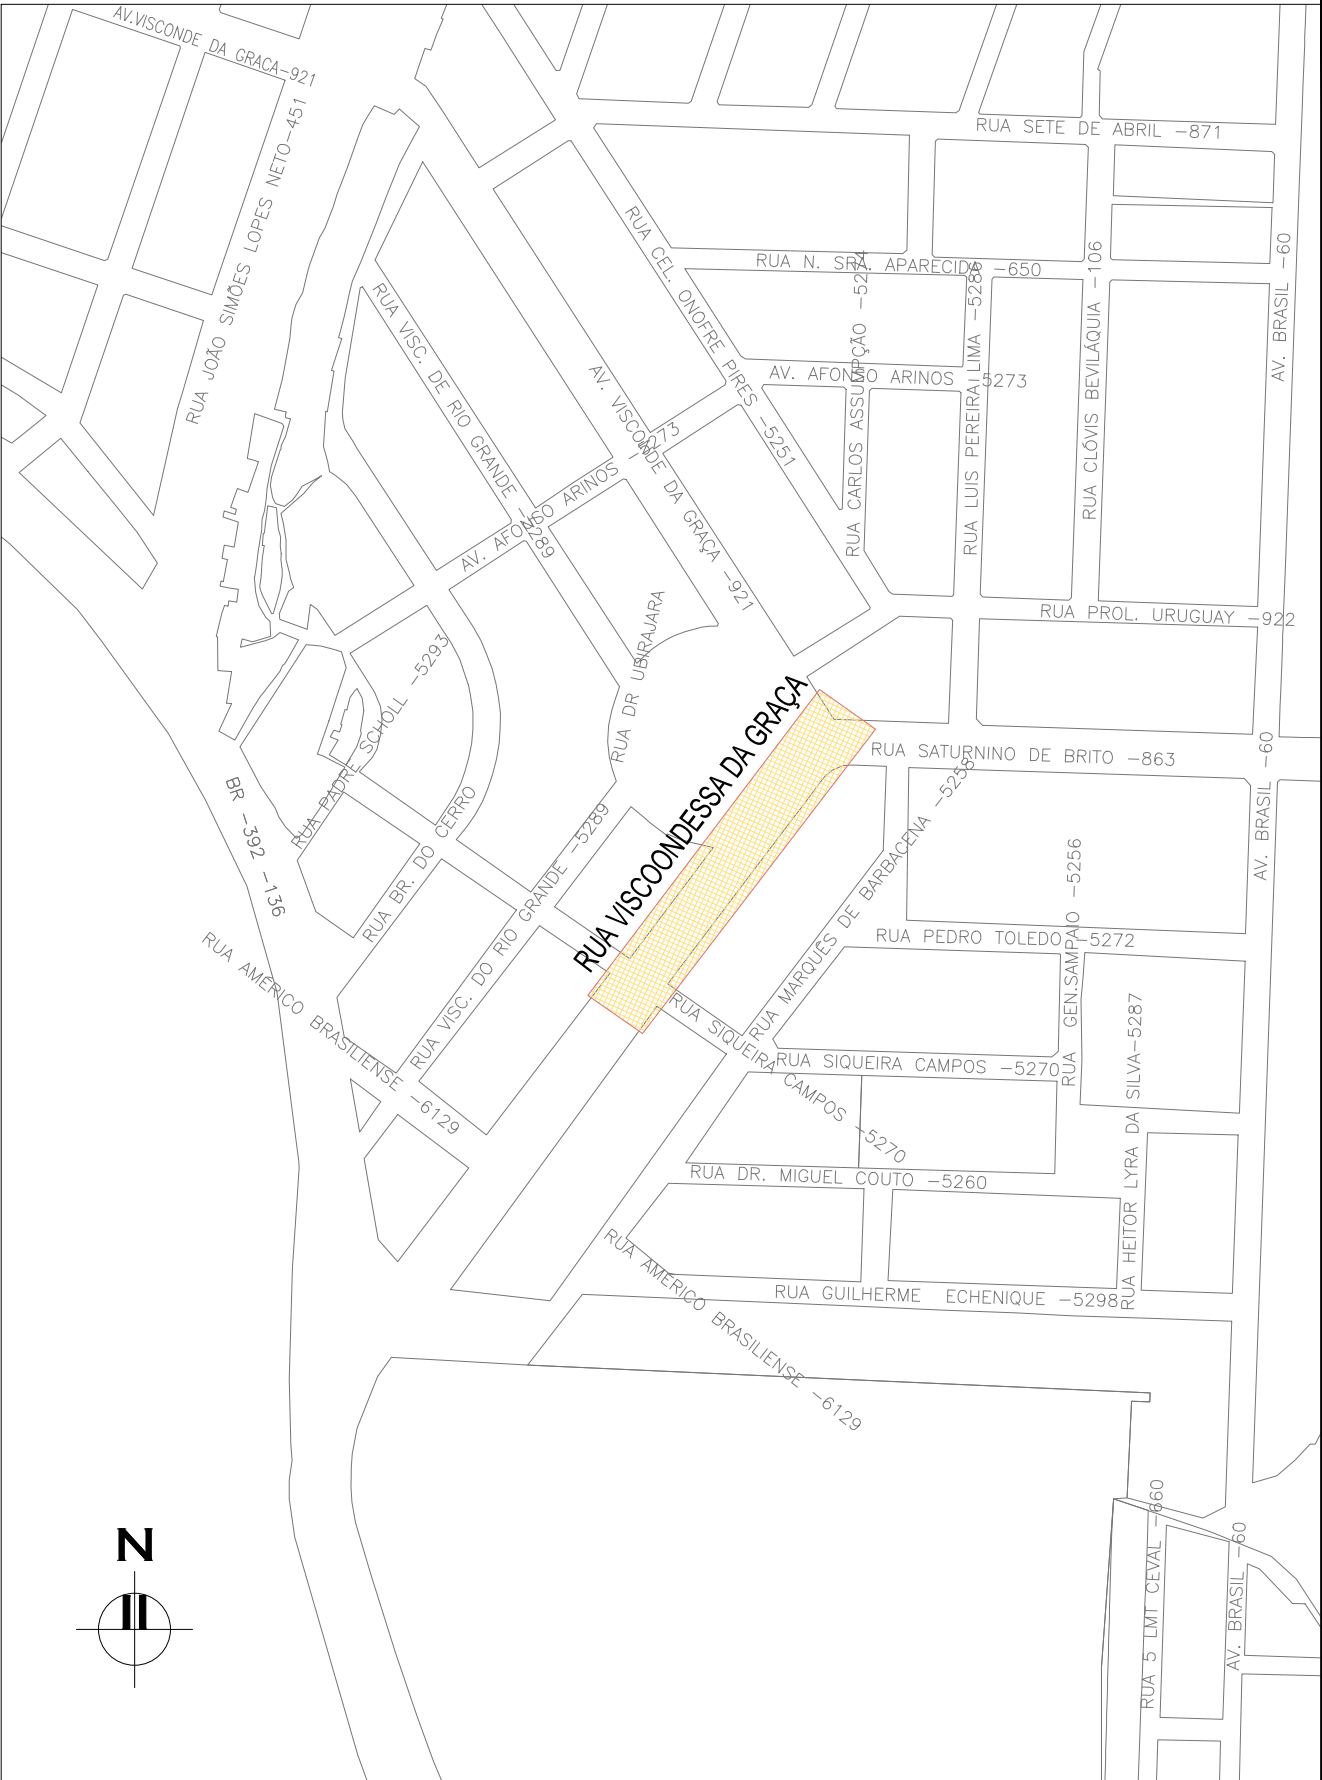 AV.VISCONDE DA GRACA-921
RUA JOÃO SIMÕES LOPES NETO-451
RUA SETE DE ABRIL -871
RUA CEL. ONOFRE PIRES -5251
RUA N. SRA. APARECIDA -650
RUA CARLOS ASSUMPÇÃO -5274
RUA LUIS PEREIRA LIMA -5288
RUA CLÓVIS BEVILÁQUIA -106
AV. BRASIL -60
RUA VISC. DE RIO GRANDE -5289
AV. VISCONDE DA GRAÇA -921
AV. AFONSO ARINOS -5273
AV. AFONSO ARINOS -5273
RUA PROL. URUGUAY -922
RUA DR UBIRAJARA
RUA PADRE SCHOLL -5293
RUA VISCOONDESSA DA GRAÇA
RUA SATURNINO DE BRITO -863
AV. BRASIL -60
BR -392 -136
RUA BR. DO CERRO
RUA VISC. DO RIO GRANDE -5289
RUA MARQUÊS DE BARBACENA -5258
RUA GEN.SAMPAIO -5256
RUA PEDRO TOLEDO -5272
RUA AMÉRICO BRASILIENSE -6129
RUA SIQUEIRA CAMPOS -5270
RUA SIQUEIRA CAMPOS -5270
RUA HEITOR LYRA DA SILVA-5287
RUA DR. MIGUEL COUTO -5260
RUA AMÉRICO BRASILIENSE -6129
RUA GUILHERME ECHENIQUE -5298
RUA 5 LMT CEVAL -660
AV. BRASIL -60
N